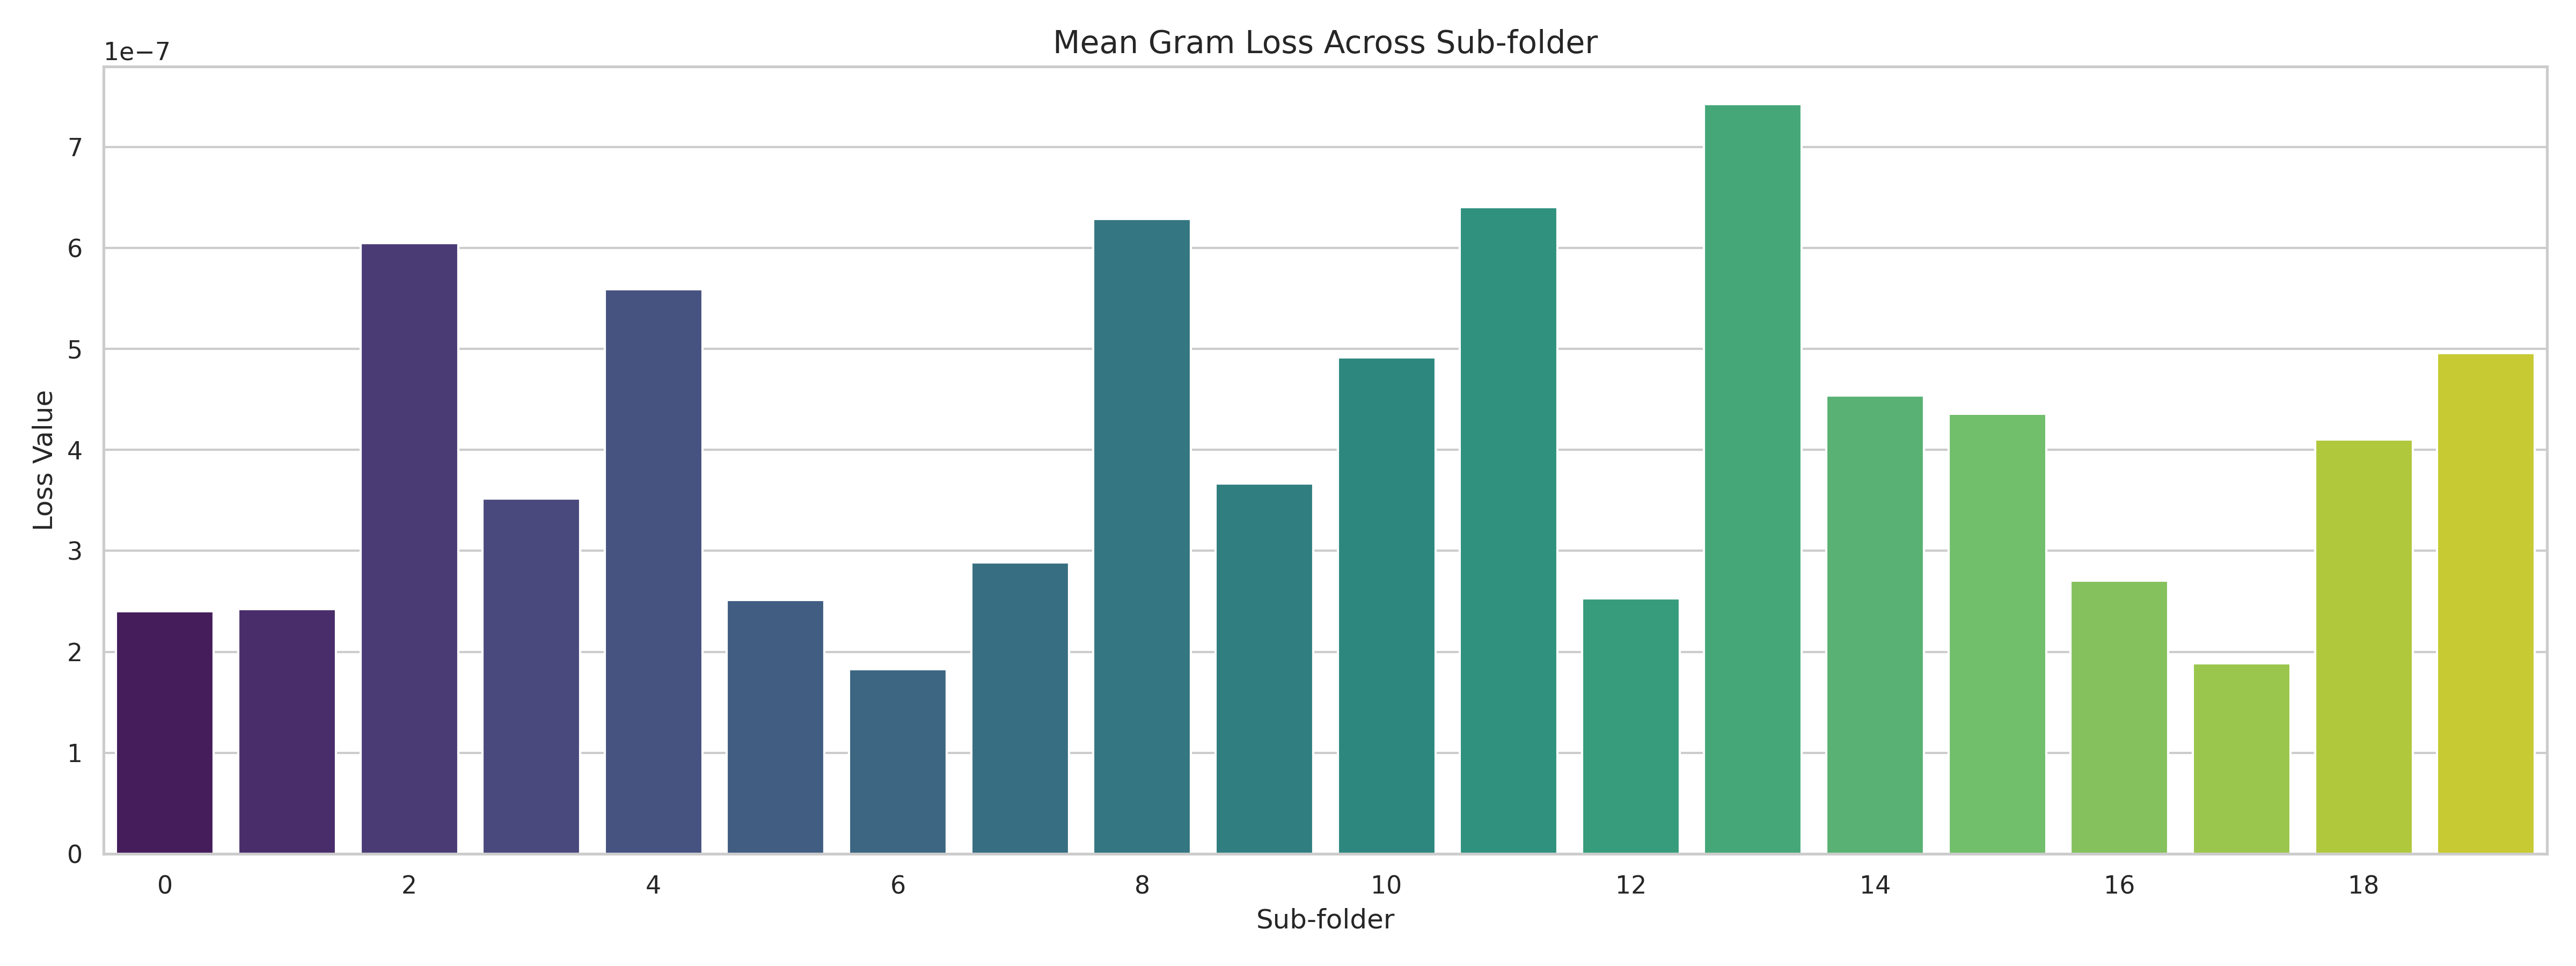 Mean Gram Loss Across Sub-folder
1e−7
7
6
5
4
3
2
1
0
Loss Value
0 2 4 6 8 10 12 14 16 18
Sub-folder